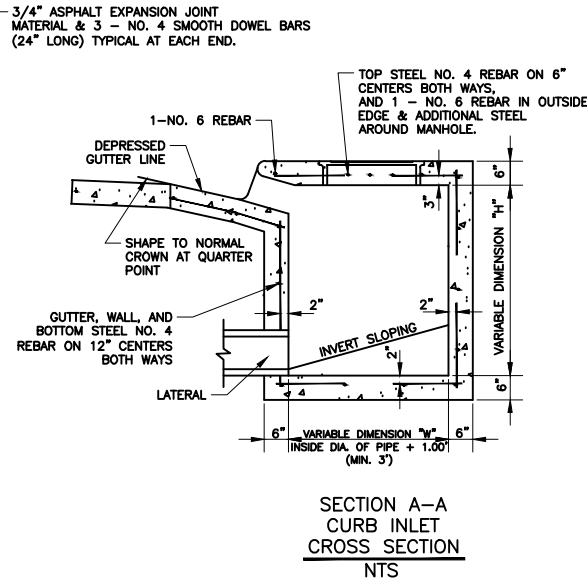 3/4" ASPHALT EXPANSION JOINT
MATERIAL & 3 – NO. 4 SMOOTH DOWEL BARS
(24" LONG) TYPICAL AT EACH END.
TOP STEEL NO. 4 REBAR ON 6"
CENTERS BOTH WAYS,
AND 1 – NO. 6 REBAR IN OUTSIDE
EDGE & ADDITIONAL STEEL
AROUND MANHOLE.
1-NO. 6 REBAR
DEPRESSED
GUTTER LINE
6"
3"
VARIABLE DIMENSION "H"
SHAPE TO NORMAL
CROWN AT QUARTER
POINT
GUTTER, WALL, AND
BOTTOM STEEL NO. 4
REBAR ON 12" CENTERS
BOTH WAYS
2"
2"
INVERT SLOPING
2"
LATERAL
6"
6"
VARIABLE DIMENSION "W"
6"
INSIDE DIA. OF PIPE + 1.00'
(MIN. 3')
SECTION A–A
CURB INLET
CROSS SECTION
NTS